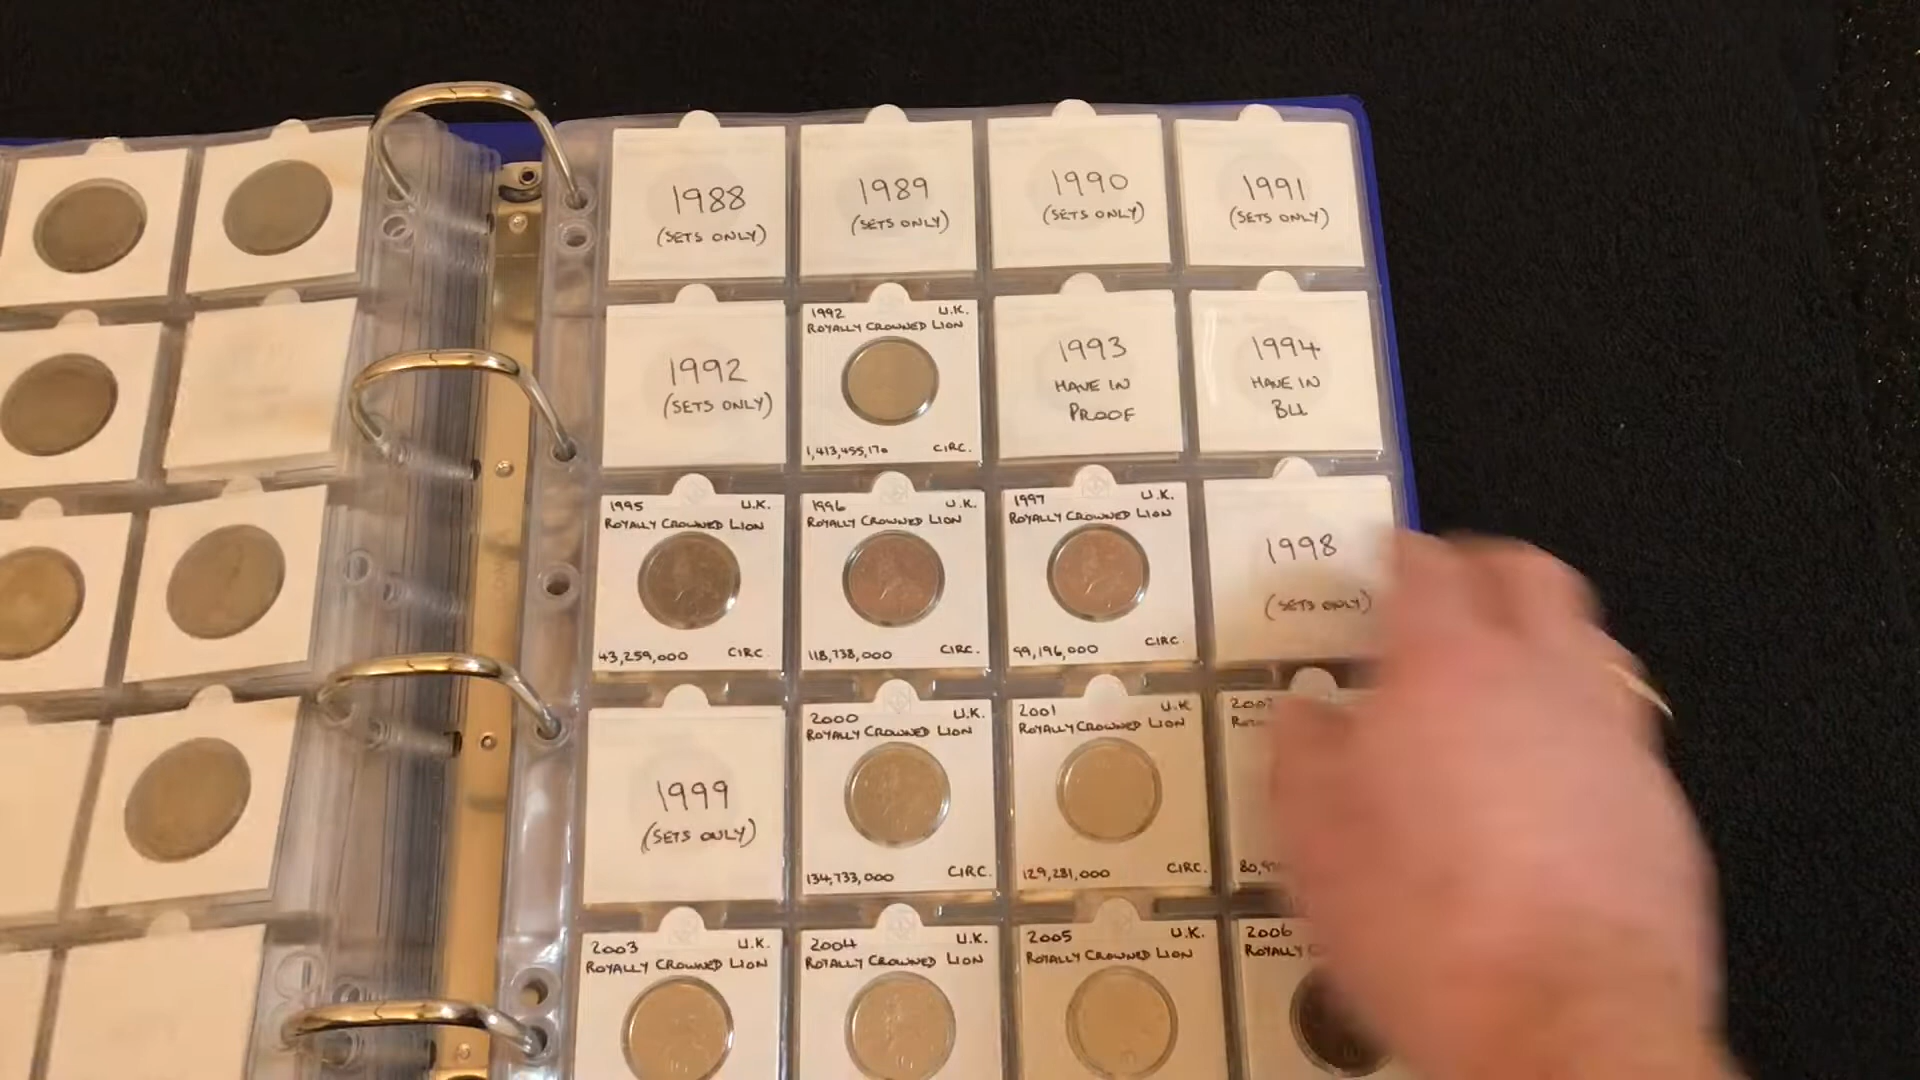 1988
(SETS ONLY)
1989
(SETS ONLY)
1990
(SETS ONLY)
1991
(SETS ONLY)
1992
(SETS ONLY)
1992 U.K.
ROYALLY CROWNED LION
1,413,455,170 CIRC.
1993
HAVE IN
PROOF
1994
HAVE IN
BU
1995 U.K.
ROYALLY CROWNED LION
43,259,000 CIRC.
1996 U.K.
ROYALLY CROWNED LION
118,738,000 CIRC.
1997 U.K.
ROYALLY CROWNED LION
99,196,000 CIRC.
1998
(SETS ONLY)
1999
(SETS ONLY)
2000 U.K.
ROYALLY CROWNED LION
134,733,000 CIRC.
2001 U.K
ROYALLY CROWNED LION
129,281,000 CIRC.
2003 U.K.
ROYALLY CROWNED LION
2004 U.K.
ROYALLY CROWNED LION
2005 U.K.
ROYALLY CROWNED LION
2006
ROYALLY